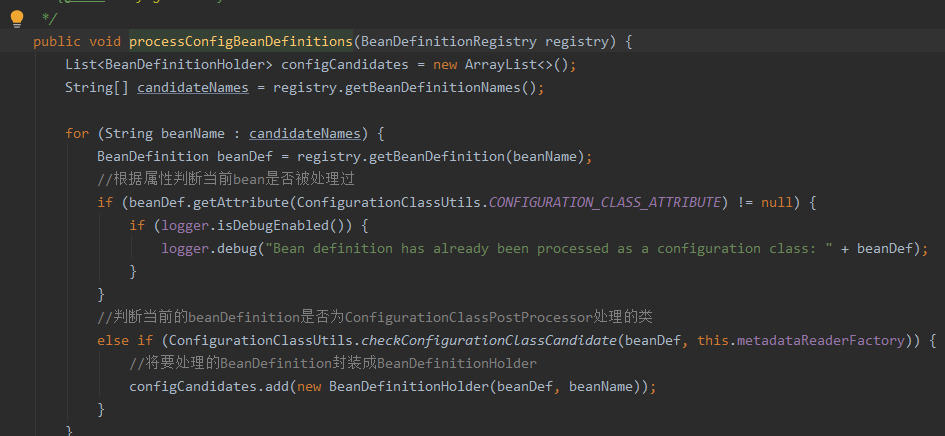 */
public void processConfigBeanDefinitions(BeanDefinitionRegistry registry) {
List<BeanDefinitionHolder> configCandidates = new ArrayList<>();
String[] candidateNames = registry.getBeanDefinitionNames();
for (String beanName : candidateNames) {
BeanDefinition beanDef = registry.getBeanDefinition(beanName);
//根据属性判断当前bean是否被处理过
if (beanDef.getAttribute(ConfigurationClassUtils.CONFIGURATION_CLASS_ATTRIBUTE) != null) {
if (logger.isDebugEnabled()) {
logger.debug("Bean definition has already been processed as a configuration class: " + beanDef);
}
}
//判断当前的beanDefinition是否为ConfigurationClassPostProcessor处理的类
else if (ConfigurationClassUtils.checkConfigurationClassCandidate(beanDef, this.metadataReaderFactory)) {
//将要处理的BeanDefinition封装成BeanDefinitionHolder
configCandidates.add(new BeanDefinitionHolder(beanDef, beanName));
}
}